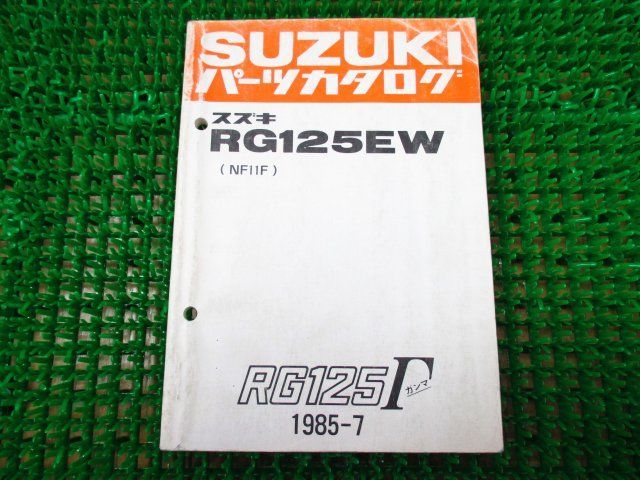 SUZUKI
パーツカタログ
スズキ
RG125EW
(NF11F)
RG125Γ ガンマ
1985-7